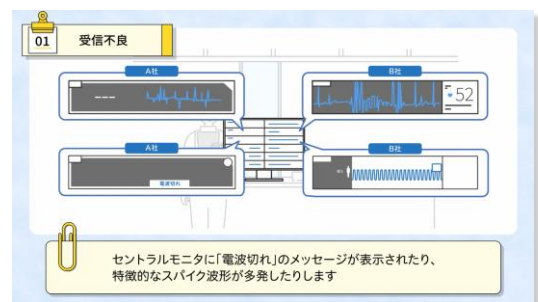 01 受信不良
A社
B社
52
A社
電波切れ
B社
セントラルモニタに「電波切れ」のメッセージが表示されたり、
特徴的なスパイク波形が多発したりします